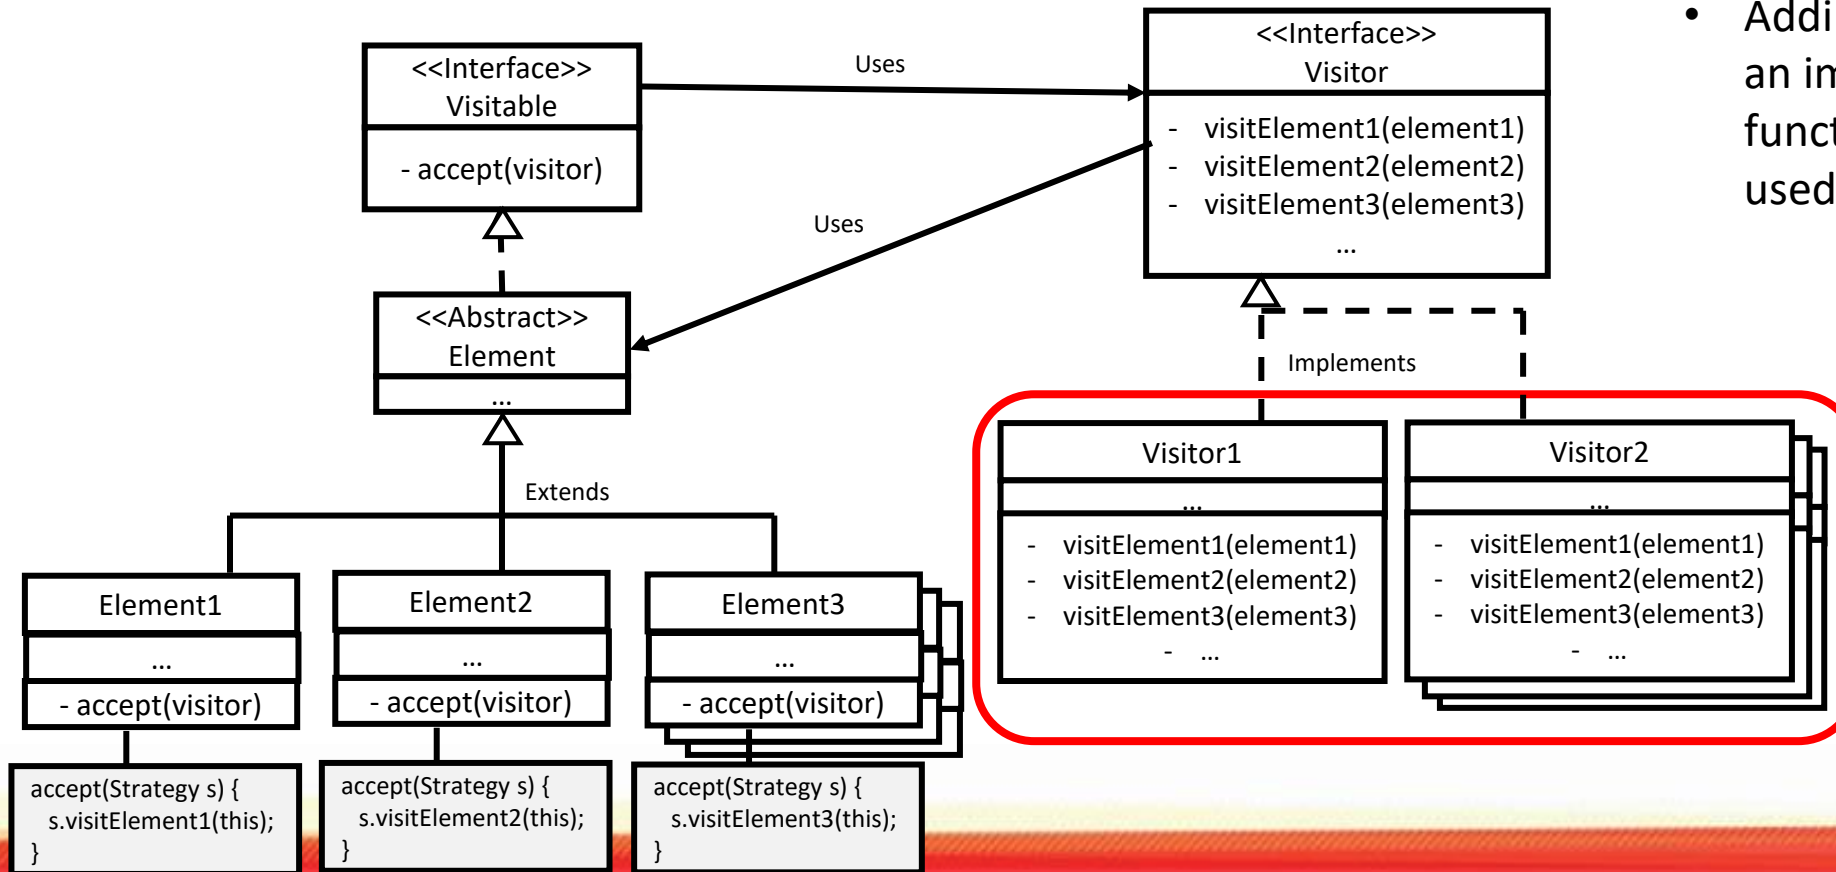 <<Interface>>
Visitable
- accept(visitor)
Uses
<<Interface>>
Visitor
- visitElement1(element1)
- visitElement2(element2)
- visitElement3(element3)
...
Uses
<<Abstract>>
Element
...
Extends
Implements
Element1
...
- accept(visitor)
Element2
...
- accept(visitor)
Element3
...
- accept(visitor)
accept(Strategy s) {
s.visitElement1(this);
}
accept(Strategy s) {
s.visitElement2(this);
}
accept(Strategy s) {
s.visitElement3(this);
}
Visitor1
...
- visitElement1(element1)
- visitElement2(element2)
- visitElement3(element3)
- ...
Visitor2
...
- visitElement1(element1)
- visitElement2(element2)
- visitElement3(element3)
- ...
•
an
used